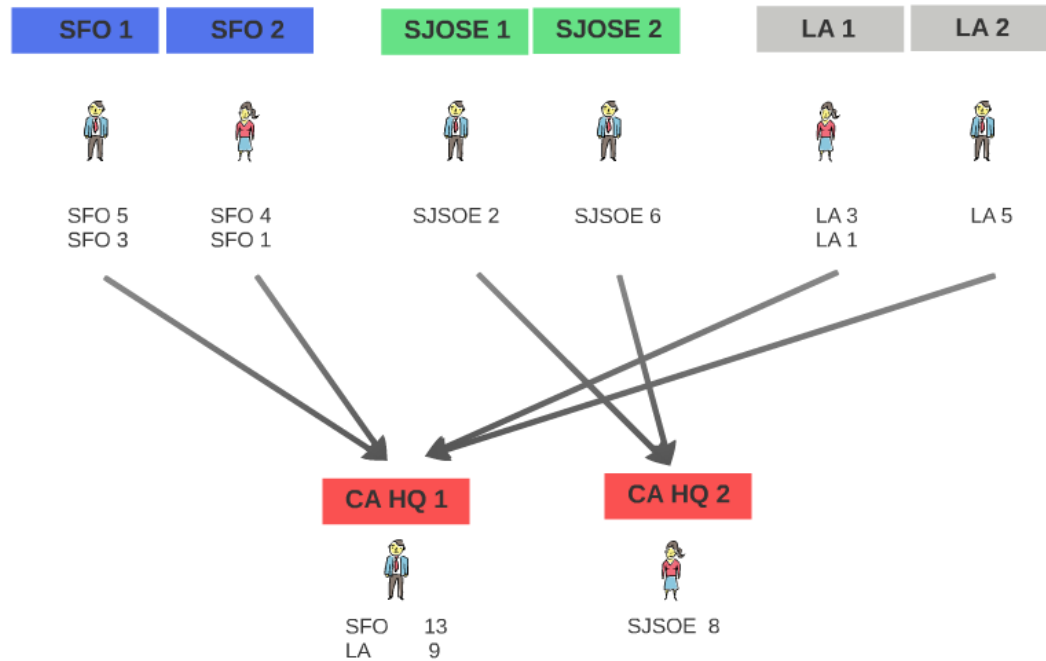 SFO 1 SFO 2 SJOSE 1 SJOSE 2 LA 1 LA 2
SFO 5 SFO 4 SJSOE 2 SJSOE 6 LA 3 LA 5
SFO 3 SFO 1 LA 1
CA HQ 1 CA HQ 2
SFO 13 SJSOE 8
LA 9